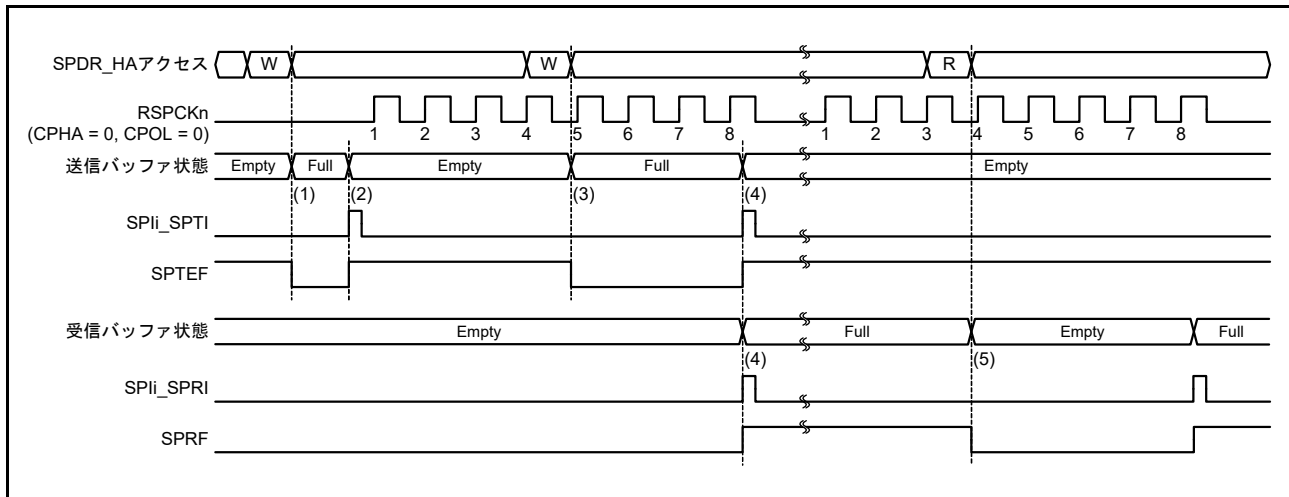 SPDR_HAアクセス W W R
RSPCKn
(CPHA = 0, CPOL = 0)
1 2 3 4 5 6 7 8 1 2 3 4 5 6 7 8
送信バッファ状態 Empty Full Empty Full Empty
(1) (2) (3) (4)
SPIi_SPTI
SPTEF
受信バッファ状態 Empty Full Empty Full
(4) (5)
SPIi_SPRI
SPRF